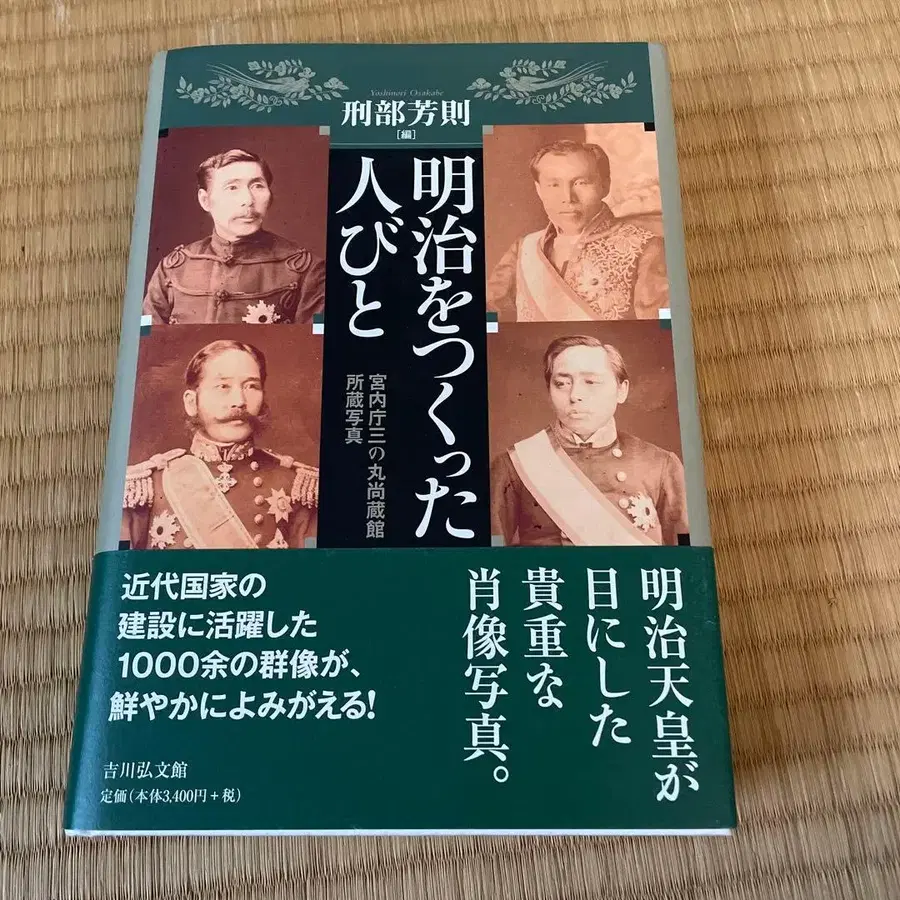 Yoshinori Osakabe
刑部芳則
[編]
明治をつくった
人びと
宮内庁三の丸尚蔵館
所蔵写真
明治天皇が
目にした
貴重な
肖像写真。
近代国家の
建設に活躍した
1000余の群像が、
鮮やかによみがえる!
吉川弘文館
定価(本体3,400円+税)